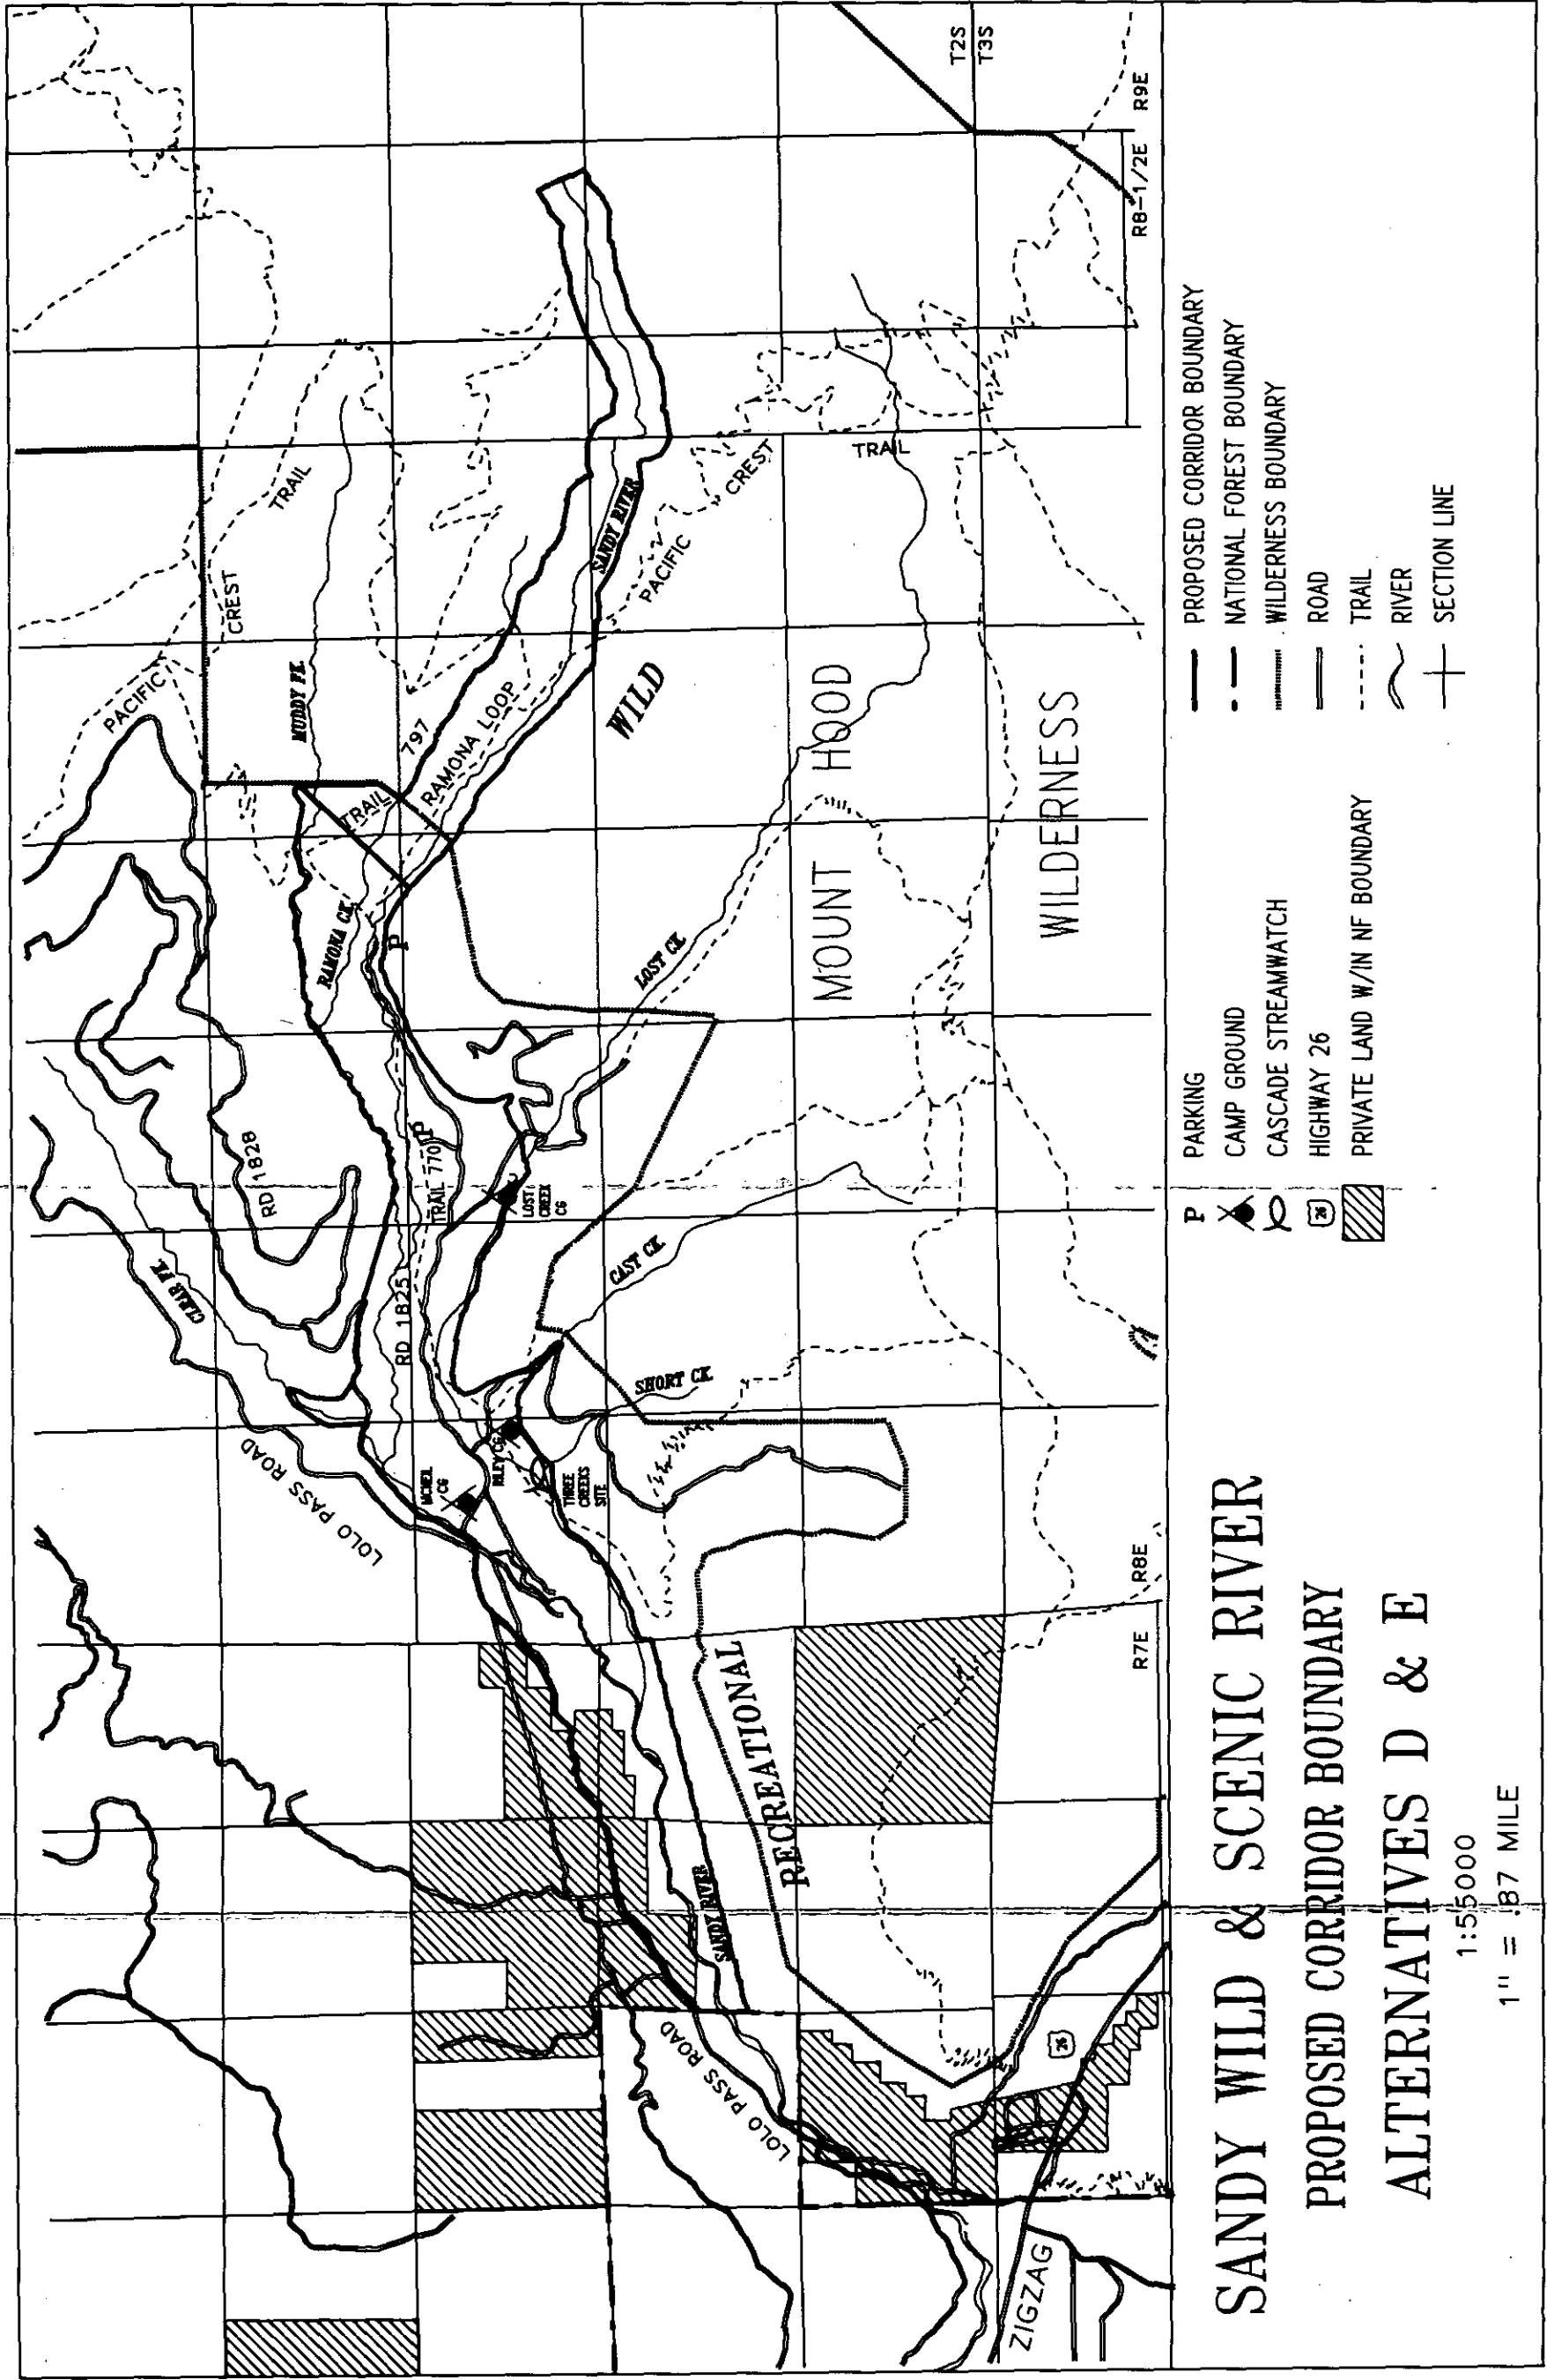 PACIFIC
CREST
TRAIL
MUDDY FK.
CLEAR FK.
RD 1828
RAMONA CK.
TRAIL
797
RAMONA LOOP
SANDY RIVER
PACIFIC
CREST
TRAIL
WILD
LOLO PASS ROAD
RD 1825
TRAIL 770
P
P
MCNEIL
CG
RILEY CG
THREE
CREEKS
SITE
LOST
CREEK
CG
LOST CK.
CAST CK.
SHORT CK.
MOUNT HOOD
WILDERNESS
RECREATIONAL
SANDY RIVER
LOLO PASS ROAD
ZIGZAG
26
R7E
R8E
R8-1/2E
R9E
T2S
T3S
SANDY WILD & SCENIC RIVER
PROPOSED CORRIDOR BOUNDARY
ALTERNATIVES D & E
1:55000
1" = .87 MILE
P PARKING
CAMP GROUND
CASCADE STREAMWATCH
26 HIGHWAY 26
PRIVATE LAND W/IN NF BOUNDARY
PROPOSED CORRIDOR BOUNDARY
NATIONAL FOREST BOUNDARY
WILDERNESS BOUNDARY
ROAD
TRAIL
RIVER
SECTION LINE